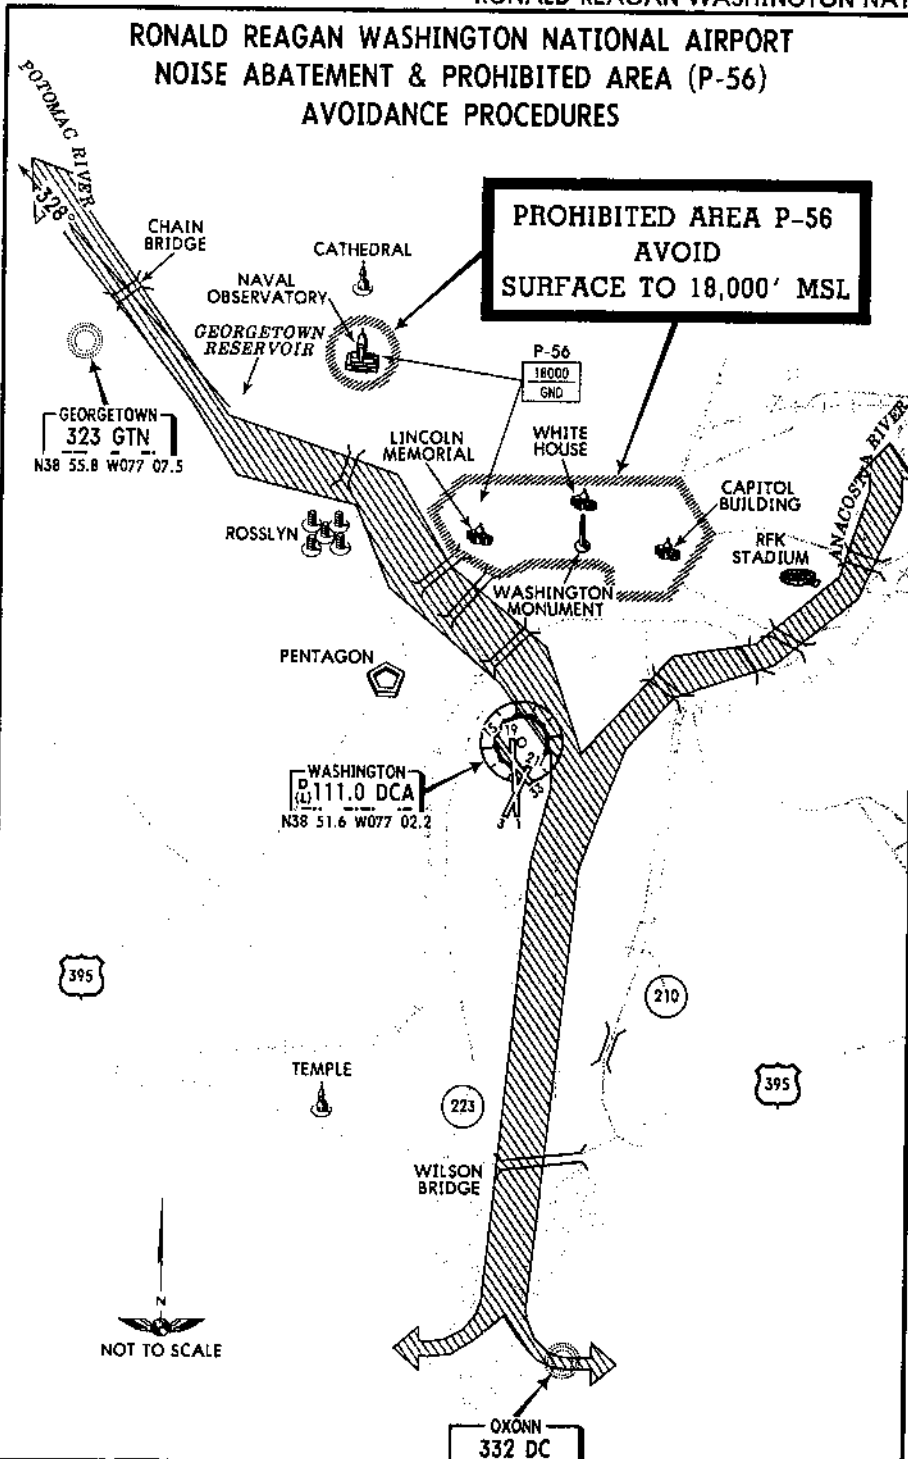 RONALD REAGAN WASHINGTON NAT
RONALD REAGAN WASHINGTON NATIONAL AIRPORT
NOISE ABATEMENT & PROHIBITED AREA (P-56)
AVOIDANCE PROCEDURES
POTOMAC RIVER
328°
CHAIN
BRIDGE
CATHEDRAL
NAVAL
OBSERVATORY
GEORGETOWN
RESERVOIR
PROHIBITED AREA P-56
AVOID
SURFACE TO 18,000' MSL
P-56
18000
GND
GEORGETOWN
323 GTN
N38 55.8 W077 07.5
LINCOLN
MEMORIAL
WHITE
HOUSE
CAPITOL
BUILDING
ANACOSTIA RIVER
ROSSLYN
RFK
STADIUM
WASHINGTON
MONUMENT
PENTAGON
15
19
21
33
3
1
WASHINGTON
D
(L) 111.0 DCA
N38 51.6 W077 02.2
395
210
TEMPLE
395
223
WILSON
BRIDGE
N
NOT TO SCALE
OXONN
332 DC